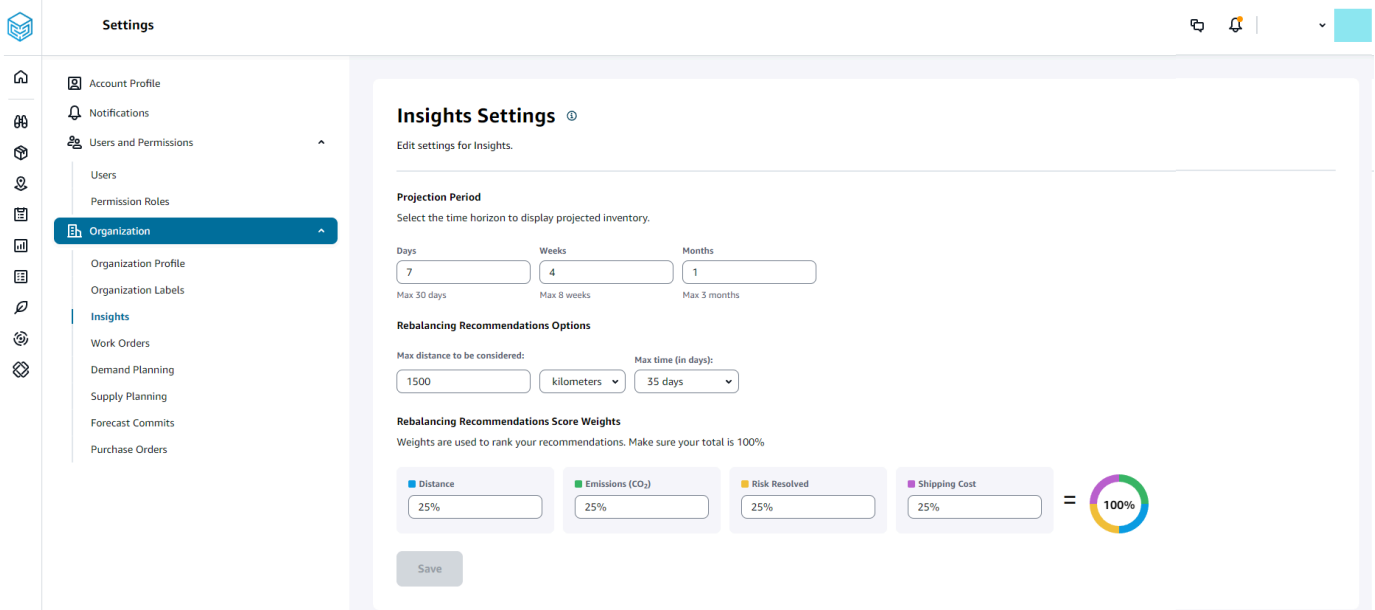 Settings
Account Profile
Notifications
Users and Permissions
Users
Permission Roles
Organization
Organization Profile
Organization Labels
Insights
Work Orders
Demand Planning
Supply Planning
Forecast Commits
Purchase Orders
Insights Settings
Edit settings for Insights.
Projection Period
Select the time horizon to display projected inventory.
Days Weeks Months
7 4 1
Max 30 days Max 8 weeks Max 3 months
Rebalancing Recommendations Options
Max distance to be considered: Max time (in days):
1500 kilometers 35 days
Rebalancing Recommendations Score Weights
Weights are used to rank your recommendations. Make sure your total is 100%
Distance Emissions (CO₂) Risk Resolved Shipping Cost
25% 25% 25% 25% = 100%
Save